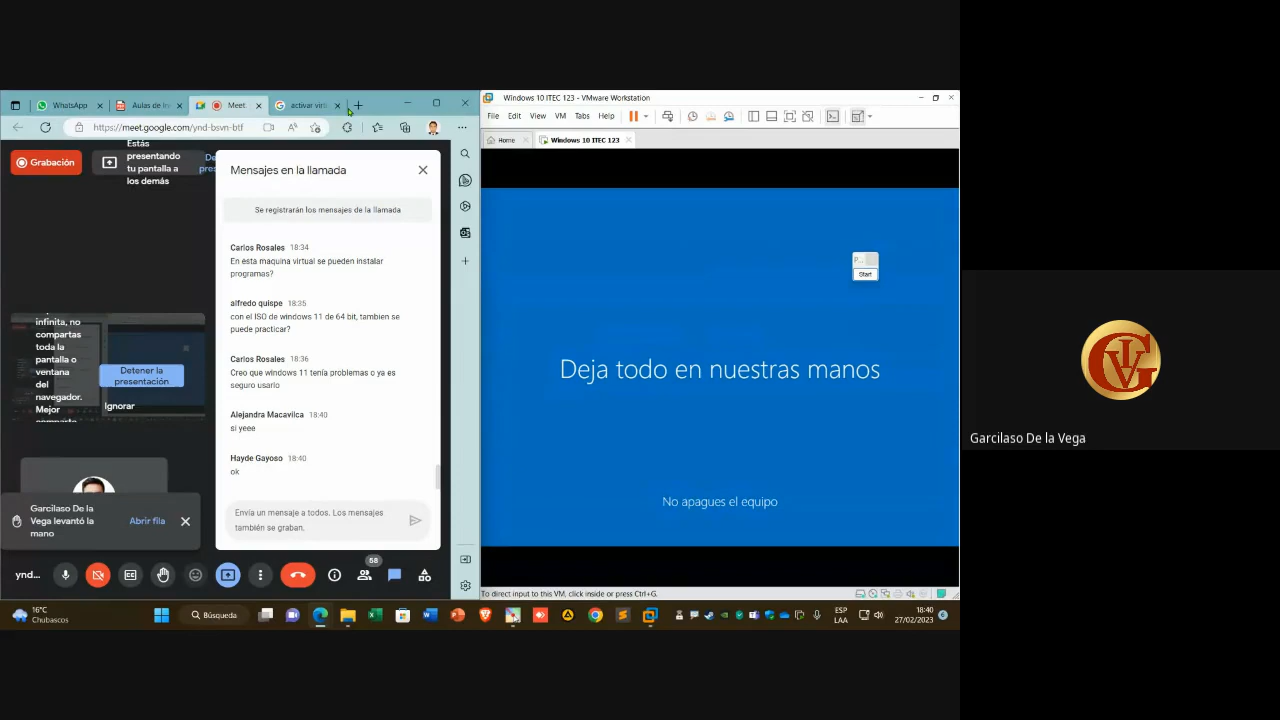 WhatsApp
Aulas de Inv
Meet
activar virtu
https://meet.google.com/ynd-bsvn-btf
Grabación
Estás
presentando
tu pantalla a
los demás
De
pres
Mensajes en la llamada
Se registrarán los mensajes de la llamada
Carlos Rosales 18:34
En esta maquina virtual se pueden instalar
programas?
alfredo quispe 18:35
con el ISO de windows 11 de 64 bit, tambien se
puede practicar?
Carlos Rosales 18:36
Creo que windows 11 tenía problemas o ya es
seguro usarlo
Alejandra Macavilca 18:40
si yeee
Hayde Gayoso 18:40
ok
Envía un mensaje a todos. Los mensajes
también se graban.
infinita, no
compartas
toda la
pantalla o
ventana
del
navegador.
Mejor
Detener la
presentación
Ignorar
Garcilaso De la
Vega levantó la
mano
Abrir fila
ynd...
58
Windows 10 ITEC 123 - VMware Workstation
File Edit View VM Tabs Help
Home
Windows 10 ITEC 123
P...
Start
Deja todo en nuestras manos
No apagues el equipo
To direct input to this VM, click inside or press Ctrl+G.
16°C
Chubascos
Búsqueda
ESP
LAA
18:40
27/02/2023
Garcilaso De la Vega